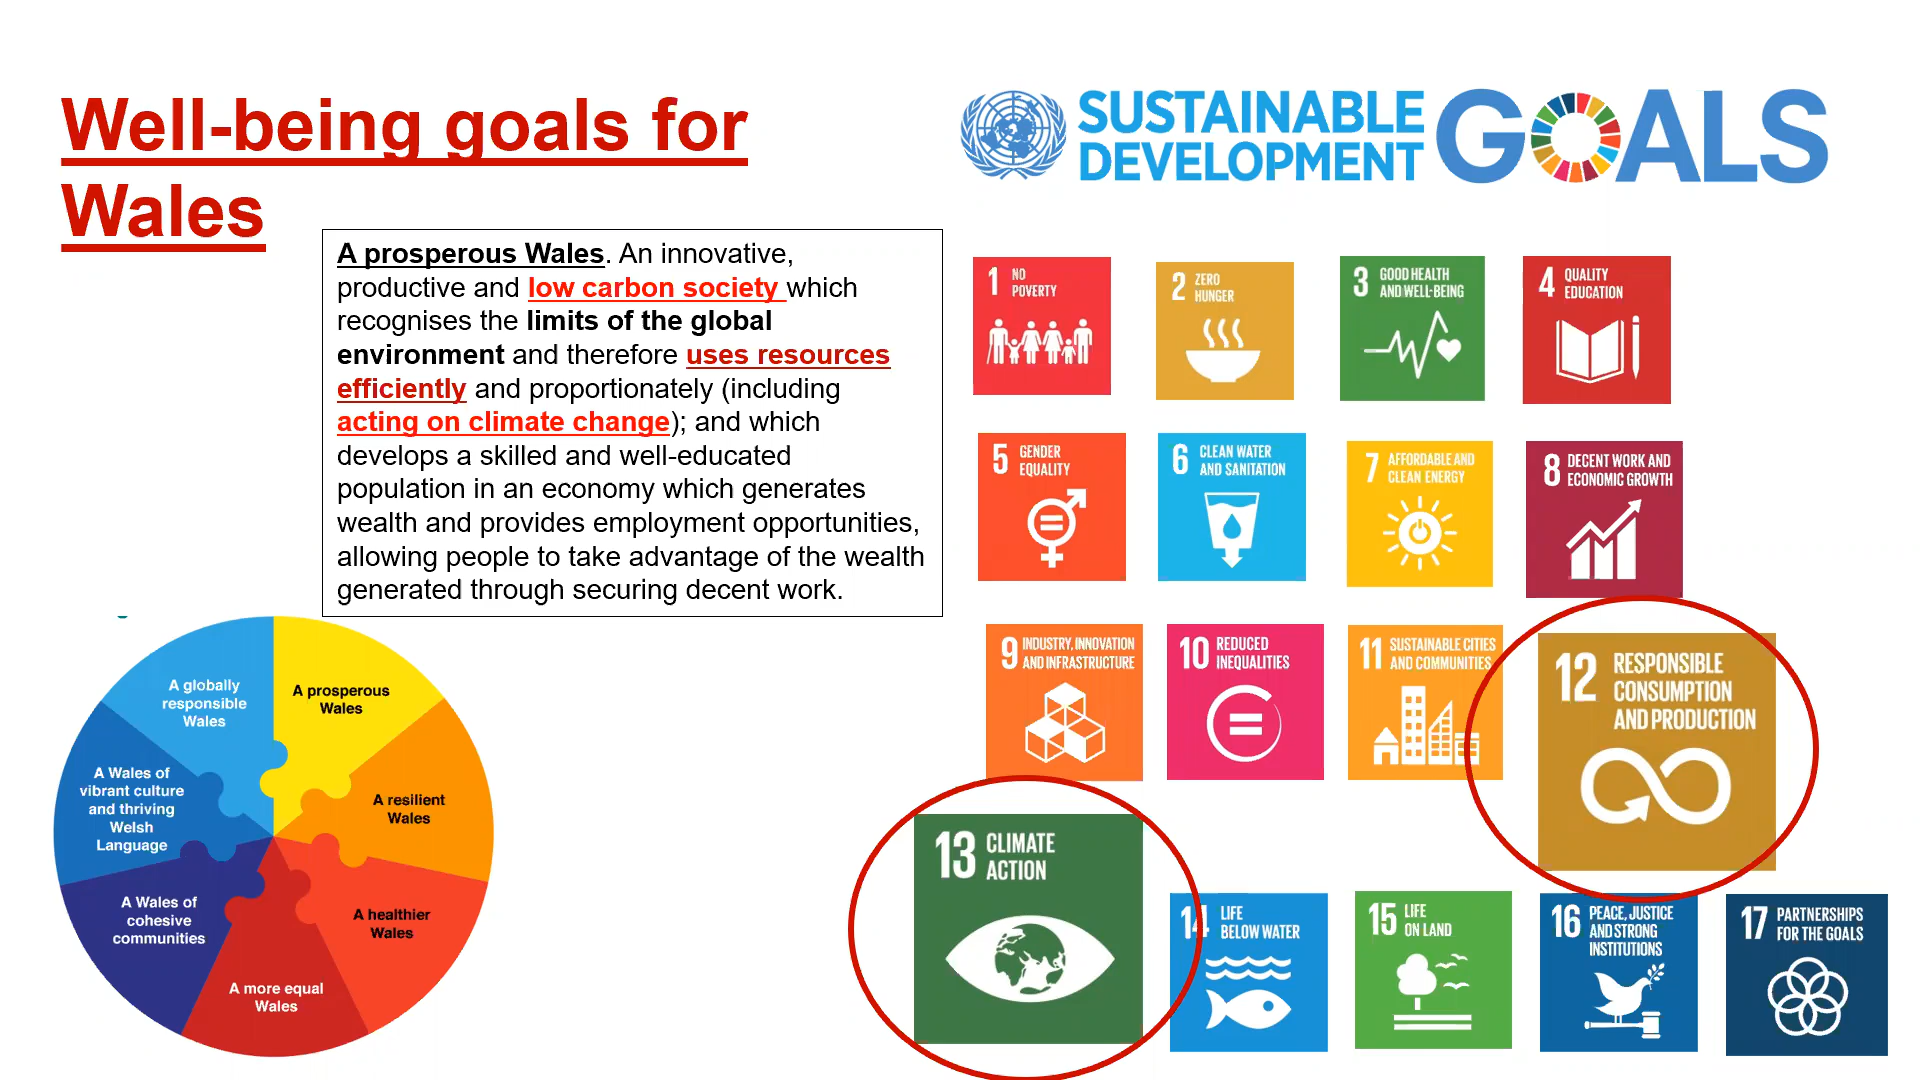 Well-being goals for
Wales
A prosperous Wales. An innovative,
productive and low carbon society which
recognises the limits of the global
environment and therefore uses resources
efficiently and proportionately (including
acting on climate change); and which
develops a skilled and well-educated
population in an economy which generates
wealth and provides employment opportunities,
allowing people to take advantage of the wealth
generated through securing decent work.
A globally
responsible
Wales
A prosperous
Wales
A resilient
Wales
A healthier
Wales
A more equal
Wales
A Wales of
cohesive
communities
A Wales of
vibrant culture
and thriving
Welsh
Language
SUSTAINABLE
DEVELOPMENT
GOALS
1 NO
POVERTY
2 ZERO
HUNGER
3 GOOD HEALTH
AND WELL-BEING
4 QUALITY
EDUCATION
5 GENDER
EQUALITY
6 CLEAN WATER
AND SANITATION
7 AFFORDABLE AND
CLEAN ENERGY
8 DECENT WORK AND
ECONOMIC GROWTH
9 INDUSTRY, INNOVATION
AND INFRASTRUCTURE
10 REDUCED
INEQUALITIES
11 SUSTAINABLE CITIES
AND COMMUNITIES
12 RESPONSIBLE
CONSUMPTION
AND PRODUCTION
13 CLIMATE
ACTION
14 LIFE
BELOW WATER
15 LIFE
ON LAND
16 PEACE, JUSTICE
AND STRONG
INSTITUTIONS
17 PARTNERSHIPS
FOR THE GOALS